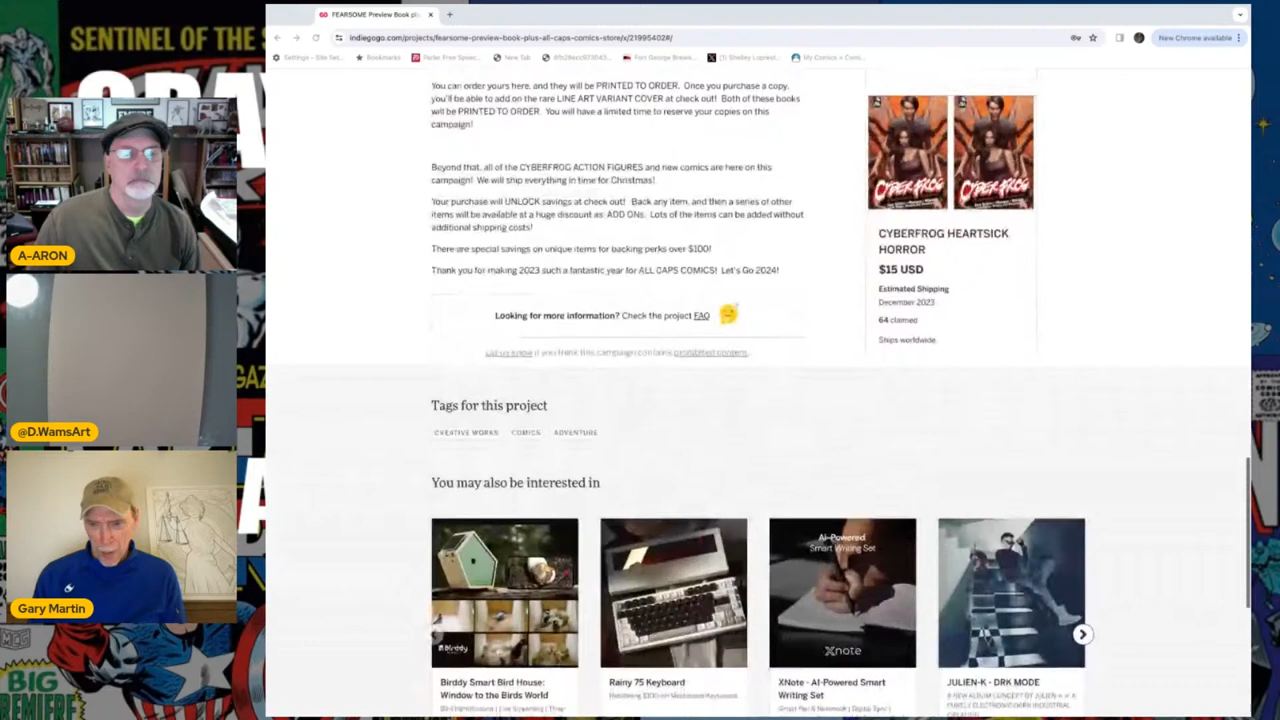 SENTINEL OF THE
A-ARON
@D.WamsArt
Gary Martin
BIG
FEARSOME Preview Book pl
indiegogo.com/projects/fearsome-preview-book-plus-all-caps-comics-store/x/21995402#/
New Chrome available
Settings - Site Set...
Bookmarks
New Tab
Fort George Brewe...
(1) Shelley Loprest...
My Comics » Comi...
You can order yours here, and they will be PRINTED TO ORDER. Once you purchase a copy,
you'll be able to add on the rare LINE ART VARIANT COVER at check out! Both of these books
will be PRINTED TO ORDER. You will have a limited time to reserve your copies on this
campaign!
Beyond that, all of the CYBERFROG ACTION FIGURES and new comics are here on this
campaign! We will ship everything in time for Christmas!
Your purchase will UNLOCK savings at check out! Back any item, and then a series of other
items will be available at a huge discount as ADD ONs. Lots of the items can be added without
additional shipping costs!
There are special savings on unique items for backing perks over $100!
Thank you for making 2023 such a fantastic year for ALL CAPS COMICS! Let's Go 2024!
Looking for more information? Check the project FAQ
Let us know if you think this campaign contains prohibited content.
CYBERFROG
CYBERFROG
CYBERFROG HEARTSICK
HORROR
$15 USD
Estimated Shipping
December 2023
64 claimed
Ships worldwide
Tags for this project
CREATIVE WORKS COMICS ADVENTURE
You may also be interested in
Birddy
AI-Powered
Smart Writing Set
Xnote
Birddy Smart Bird House:
Window to the Birds World
Rainy 75 Keyboard
XNote - AI-Powered Smart
Writing Set
JULIEN-K - DRK MODE